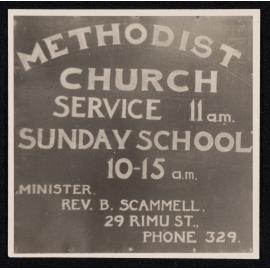 METHODIST
CHURCH
SERVICE 11 a.m.
SUNDAY SCHOOL
10-15 a.m.
MINISTER.
REV. B. SCAMMELL,
29 RIMU ST.,
PHONE 329.